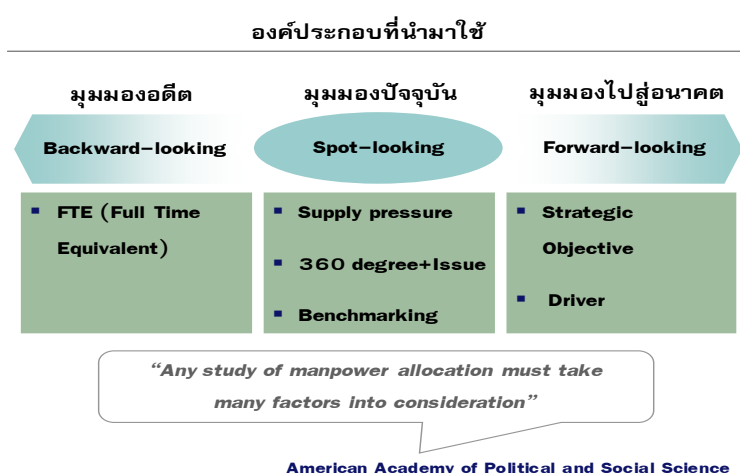 องค์ประกอบที่นำมาใช้
มุมมองอดีต
Backward-looking
▪ FTE (Full Time
Equivalent)
มุมมองปัจจุบัน
Spot-looking
▪ Supply pressure
▪ 360 degree+Issue
▪ Benchmarking
มุมมองไปสู่อนาคต
Forward-looking
▪ Strategic
Objective
▪ Driver
“Any study of manpower allocation must take
many factors into consideration”
American Academy of Political and Social Science